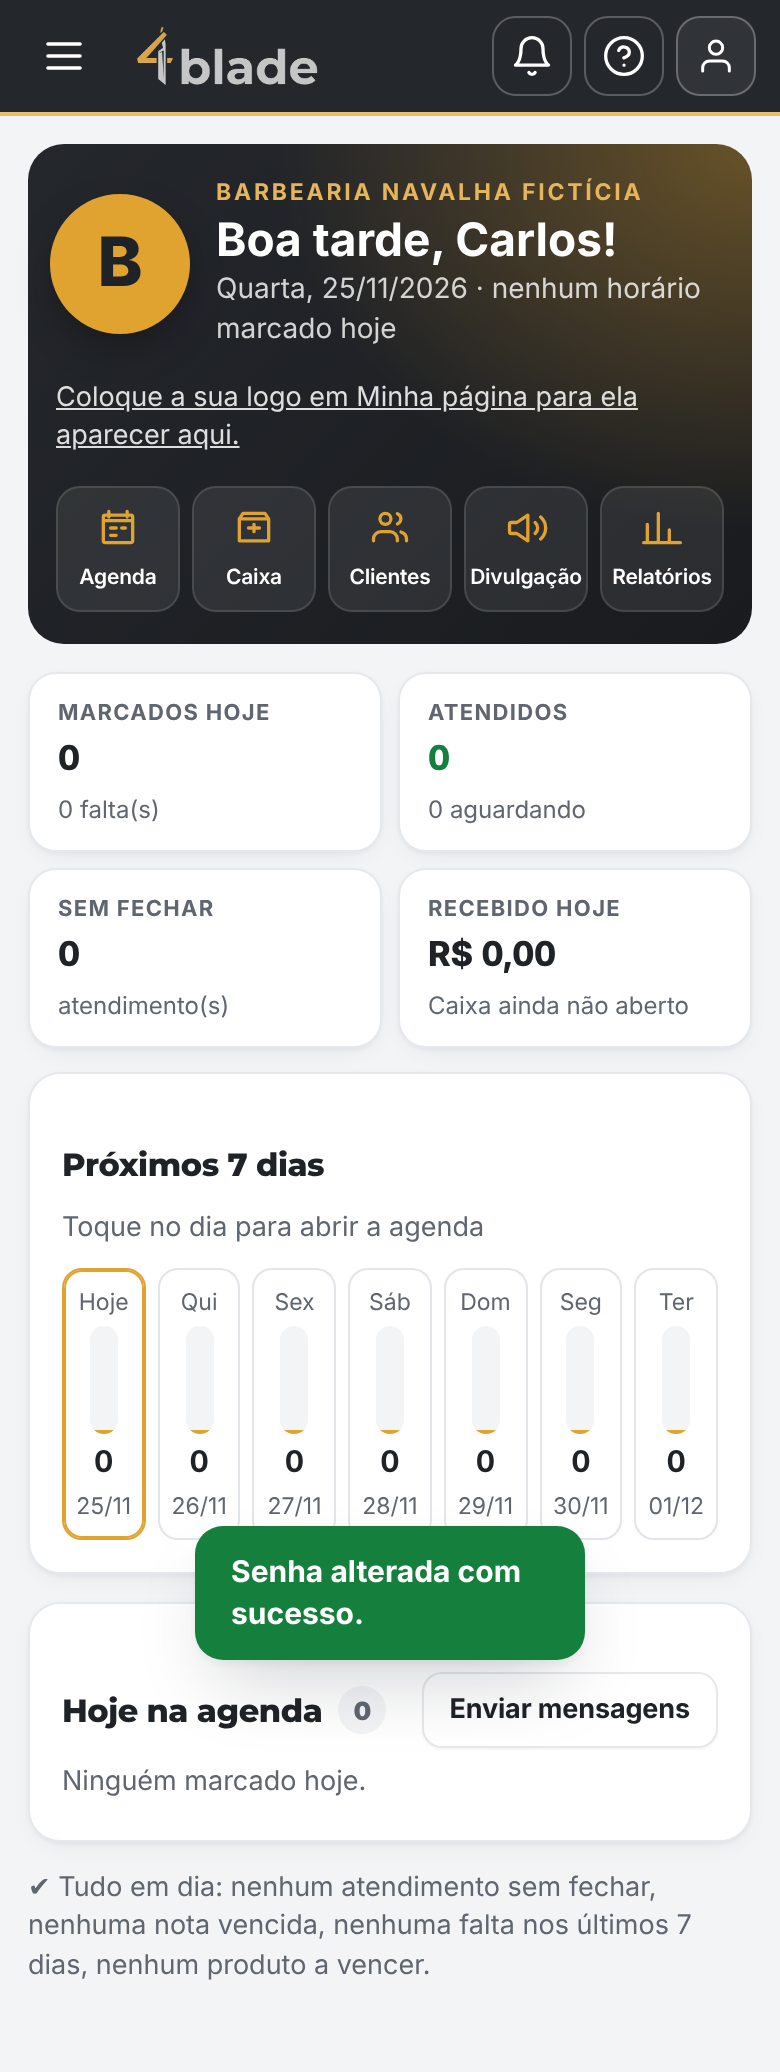 4blade
BARBEARIA NAVALHA FICTÍCIA
B
Boa tarde, Carlos!
Quarta, 25/11/2026 · nenhum horário
marcado hoje
Coloque a sua logo em Minha página para ela
aparecer aqui.
Agenda Caixa Clientes Divulgação Relatórios
MARCADOS HOJE
0
0 falta(s)
ATENDIDOS
0
0 aguardando
SEM FECHAR
0
atendimento(s)
RECEBIDO HOJE
R$ 0,00
Caixa ainda não aberto
Próximos 7 dias
Toque no dia para abrir a agenda
Hoje Qui Sex Sáb Dom Seg Ter
0 0 0 0 0 0 0
25/11 26/11 27/11 28/11 29/11 30/11 01/12
Senha alterada com
sucesso.
Hoje na agenda 0 Enviar mensagens
Ninguém marcado hoje.
✔ Tudo em dia: nenhum atendimento sem fechar,
nenhuma nota vencida, nenhuma falta nos últimos 7
dias, nenhum produto a vencer.